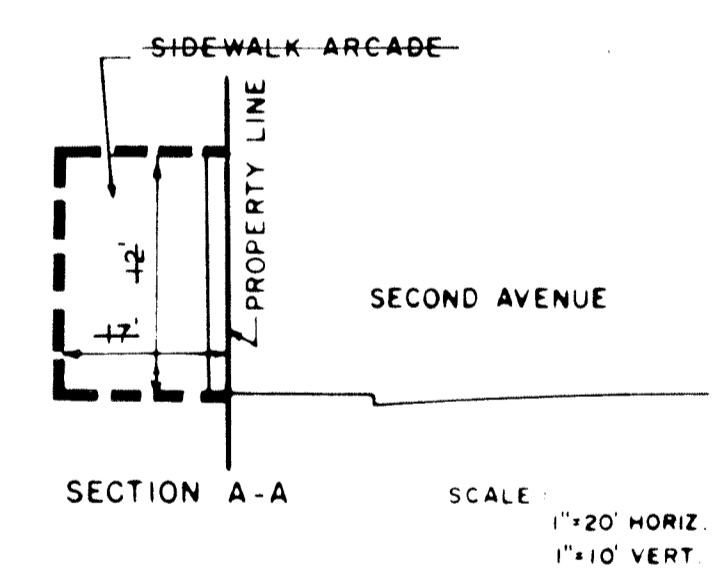 SIDEWALK ARCADE
PROPERTY LINE
12'
17'
SECOND AVENUE
SECTION A-A
SCALE:
1"=20' HORIZ.
1"=10' VERT.